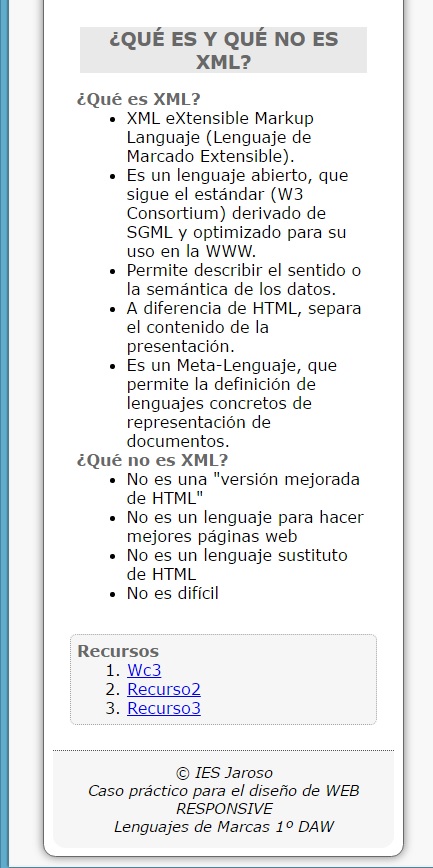 ¿QUÉ ES Y QUÉ NO ES
XML?
¿Qué es XML?
• XML eXtensible Markup
Languaje (Lenguaje de
Marcado Extensible).
• Es un lenguaje abierto, que
sigue el estándar (W3
Consortium) derivado de
SGML y optimizado para su
uso en la WWW.
• Permite describir el sentido o
la semántica de los datos.
• A diferencia de HTML, separa
el contenido de la
presentación.
• Es un Meta-Lenguaje, que
permite la definición de
lenguajes concretos de
representación de
documentos.
¿Qué no es XML?
• No es una "versión mejorada
de HTML"
• No es un lenguaje para hacer
mejores páginas web
• No es un lenguaje sustituto
de HTML
• No es difícil
Recursos
1. Wc3
2. Recurso2
3. Recurso3
© IES Jaroso
Caso práctico para el diseño de WEB
RESPONSIVE
Lenguajes de Marcas 1º DAW